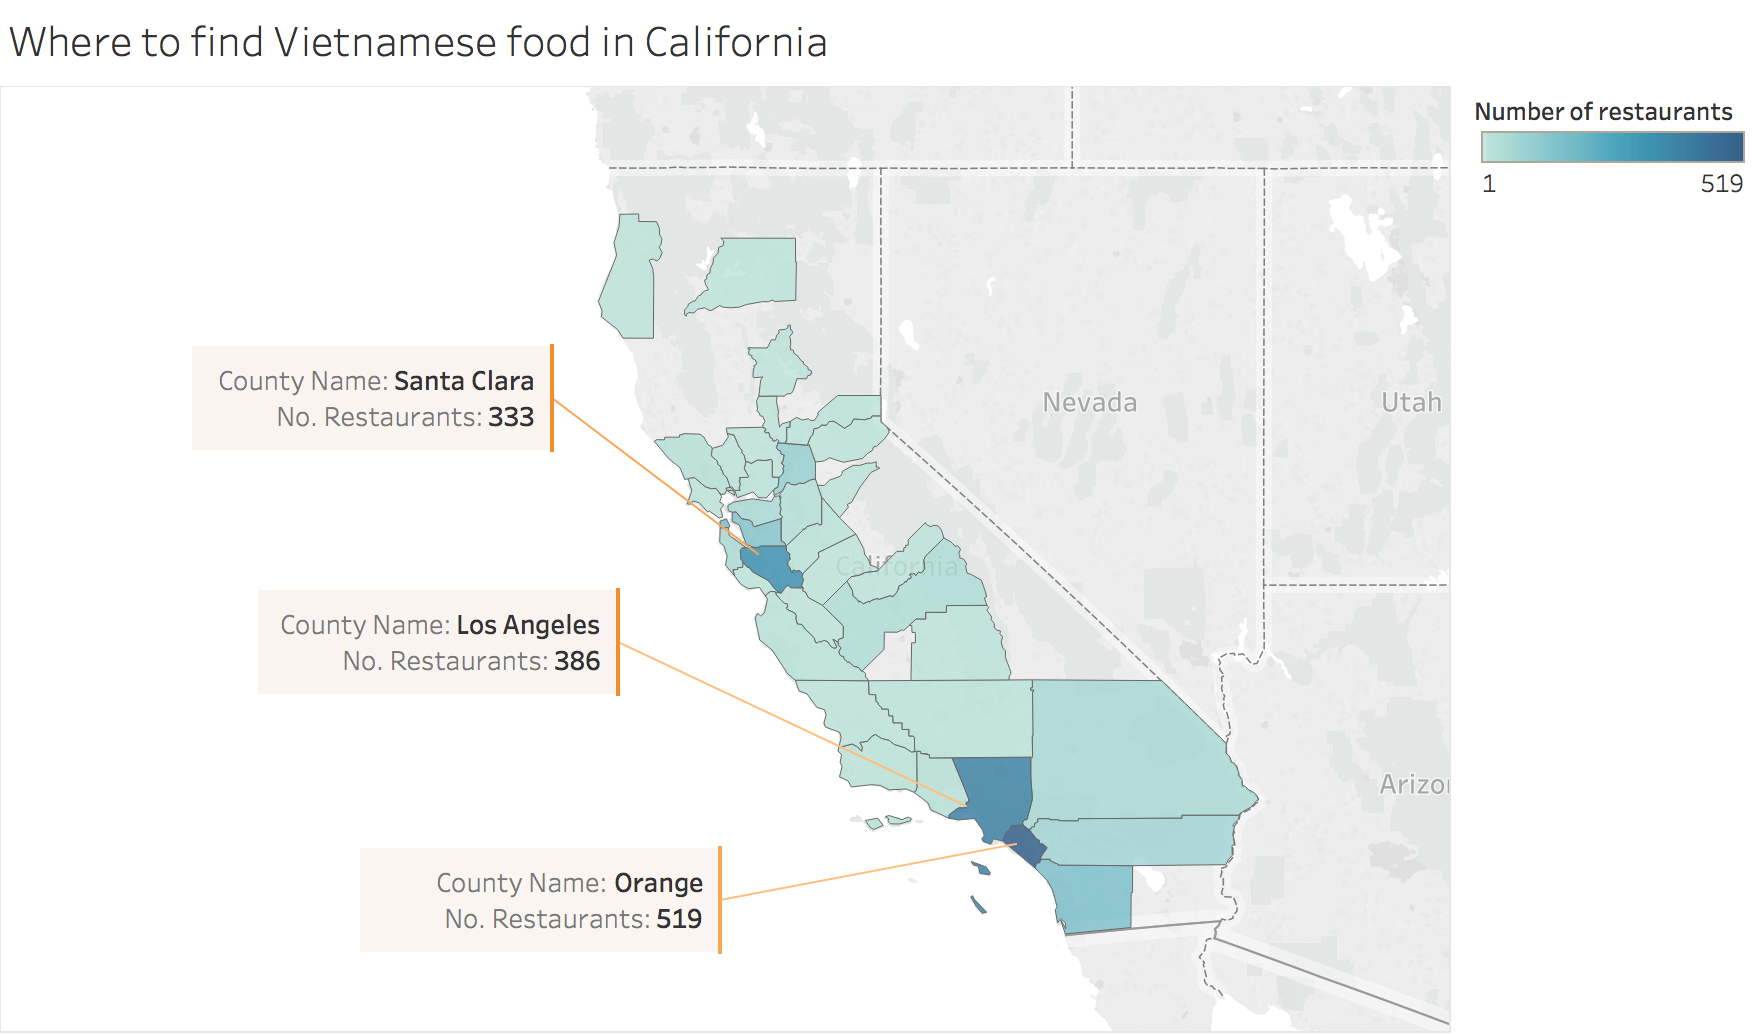 Where to find Vietnamese food in California
Number of restaurants
1 519
County Name: Santa Clara
No. Restaurants: 333
Nevada
Utah
California
County Name: Los Angeles
No. Restaurants: 386
Arizo
County Name: Orange
No. Restaurants: 519